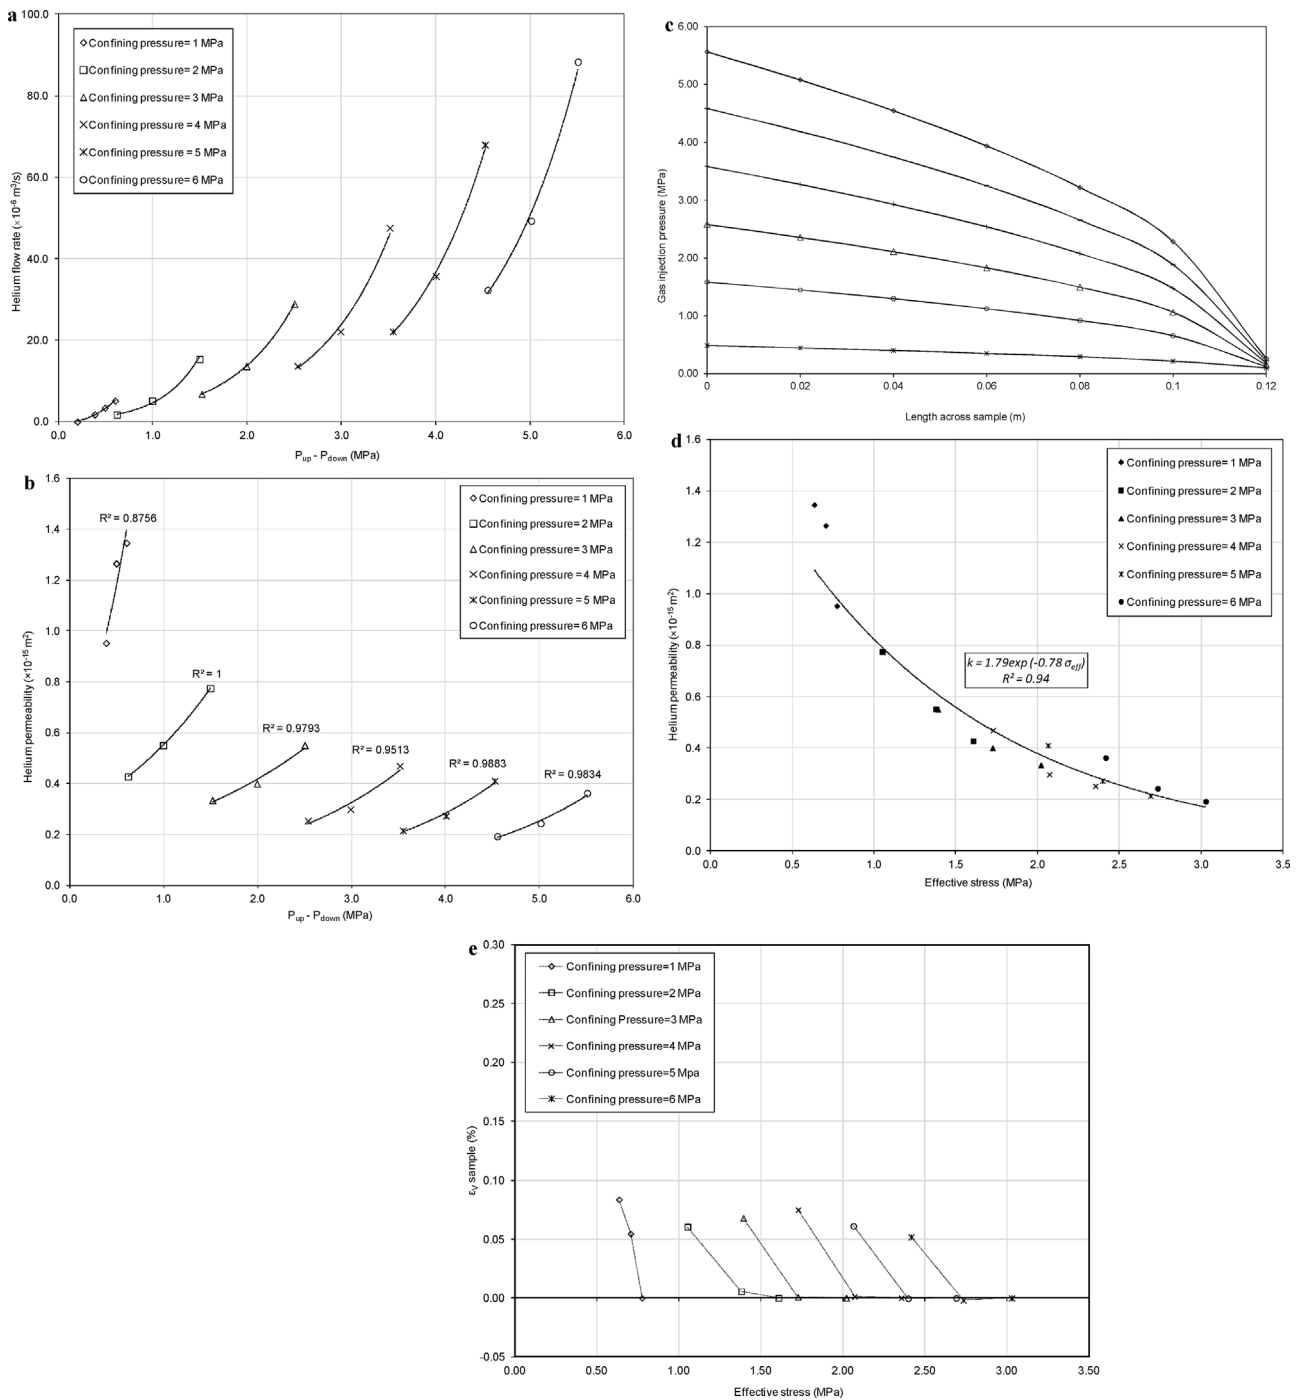 a
100.0
80.0
60.0
40.0
20.0
0.0
Helium flow rate (×10⁻⁶ m³/s)
Confining pressure= 1 MPa
Confining pressure= 2 MPa
Confining pressure= 3 MPa
Confining pressure = 4 MPa
Confining pressure = 5 MPa
Confining pressure= 6 MPa
0.0 1.0 2.0 3.0 4.0 5.0 6.0
Pup - Pdown (MPa)
b
1.6
1.4
1.2
1.0
0.8
0.6
0.4
0.2
0.0
Helium permeability (×10⁻¹⁵ m²)
Confining pressure= 1 MPa
Confining pressure= 2 MPa
Confining pressure= 3 MPa
Confining pressure = 4 MPa
Confining pressure = 5 MPa
Confining pressure= 6 MPa
R² = 0.8756
R² = 1
R² = 0.9793
R² = 0.9513
R² = 0.9883
R² = 0.9834
0.0 1.0 2.0 3.0 4.0 5.0 6.0
Pup - Pdown (MPa)
c
6.00
5.00
4.00
3.00
2.00
1.00
0.00
Gas injection pressure (MPa)
0 0.02 0.04 0.06 0.08 0.1 0.12
Length across sample (m)
d
1.6
1.4
1.2
1.0
0.8
0.6
0.4
0.2
0.0
Helium permeability (×10⁻¹⁵ m²)
Confining pressure= 1 MPa
Confining pressure= 2 MPa
Confining pressure= 3 MPa
Confining pressure= 4 MPa
Confining pressure= 5 MPa
Confining pressure= 6 MPa
k = 1.79exp (-0.78 σeff)
R² = 0.94
0.0 0.5 1.0 1.5 2.0 2.5 3.0 3.5
Effective stress (MPa)
e
0.30
0.25
0.20
0.15
0.10
0.05
0.00
-0.05
εV sample (%)
Confining pressure=1 MPa
Confining pressure=2 MPa
Confining Pressure=3 MPa
Confining pressure=4 MPa
Confining pressure=5 Mpa
Confining pressure=6 MPa
0.00 0.50 1.00 1.50 2.00 2.50 3.00 3.50
Effective stress (MPa)